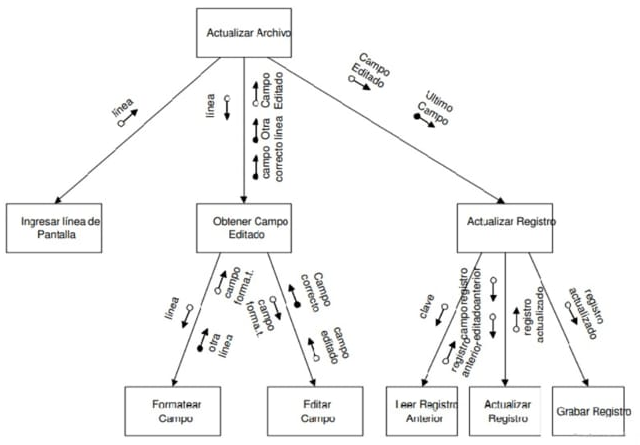 Actualizar Archivo
línea
línea
Campo
Editado
Otra
línea
campo
correcto
Campo
Editado
Ultimo
Campo
Ingresar línea de
Pantalla
Obtener Campo
Editado
Actualizar Registro
línea
campo
forma.t.
otra
línea
campo
forma.t.
Campo
correcto
campo
editado
clave
registro
anterior
campo
editado
registro
anterior
registro
actualizado
registro
actualizado
Formatear
Campo
Editar
Campo
Leer Registro
Anterior
Actualizar
Registro
Grabar Registro